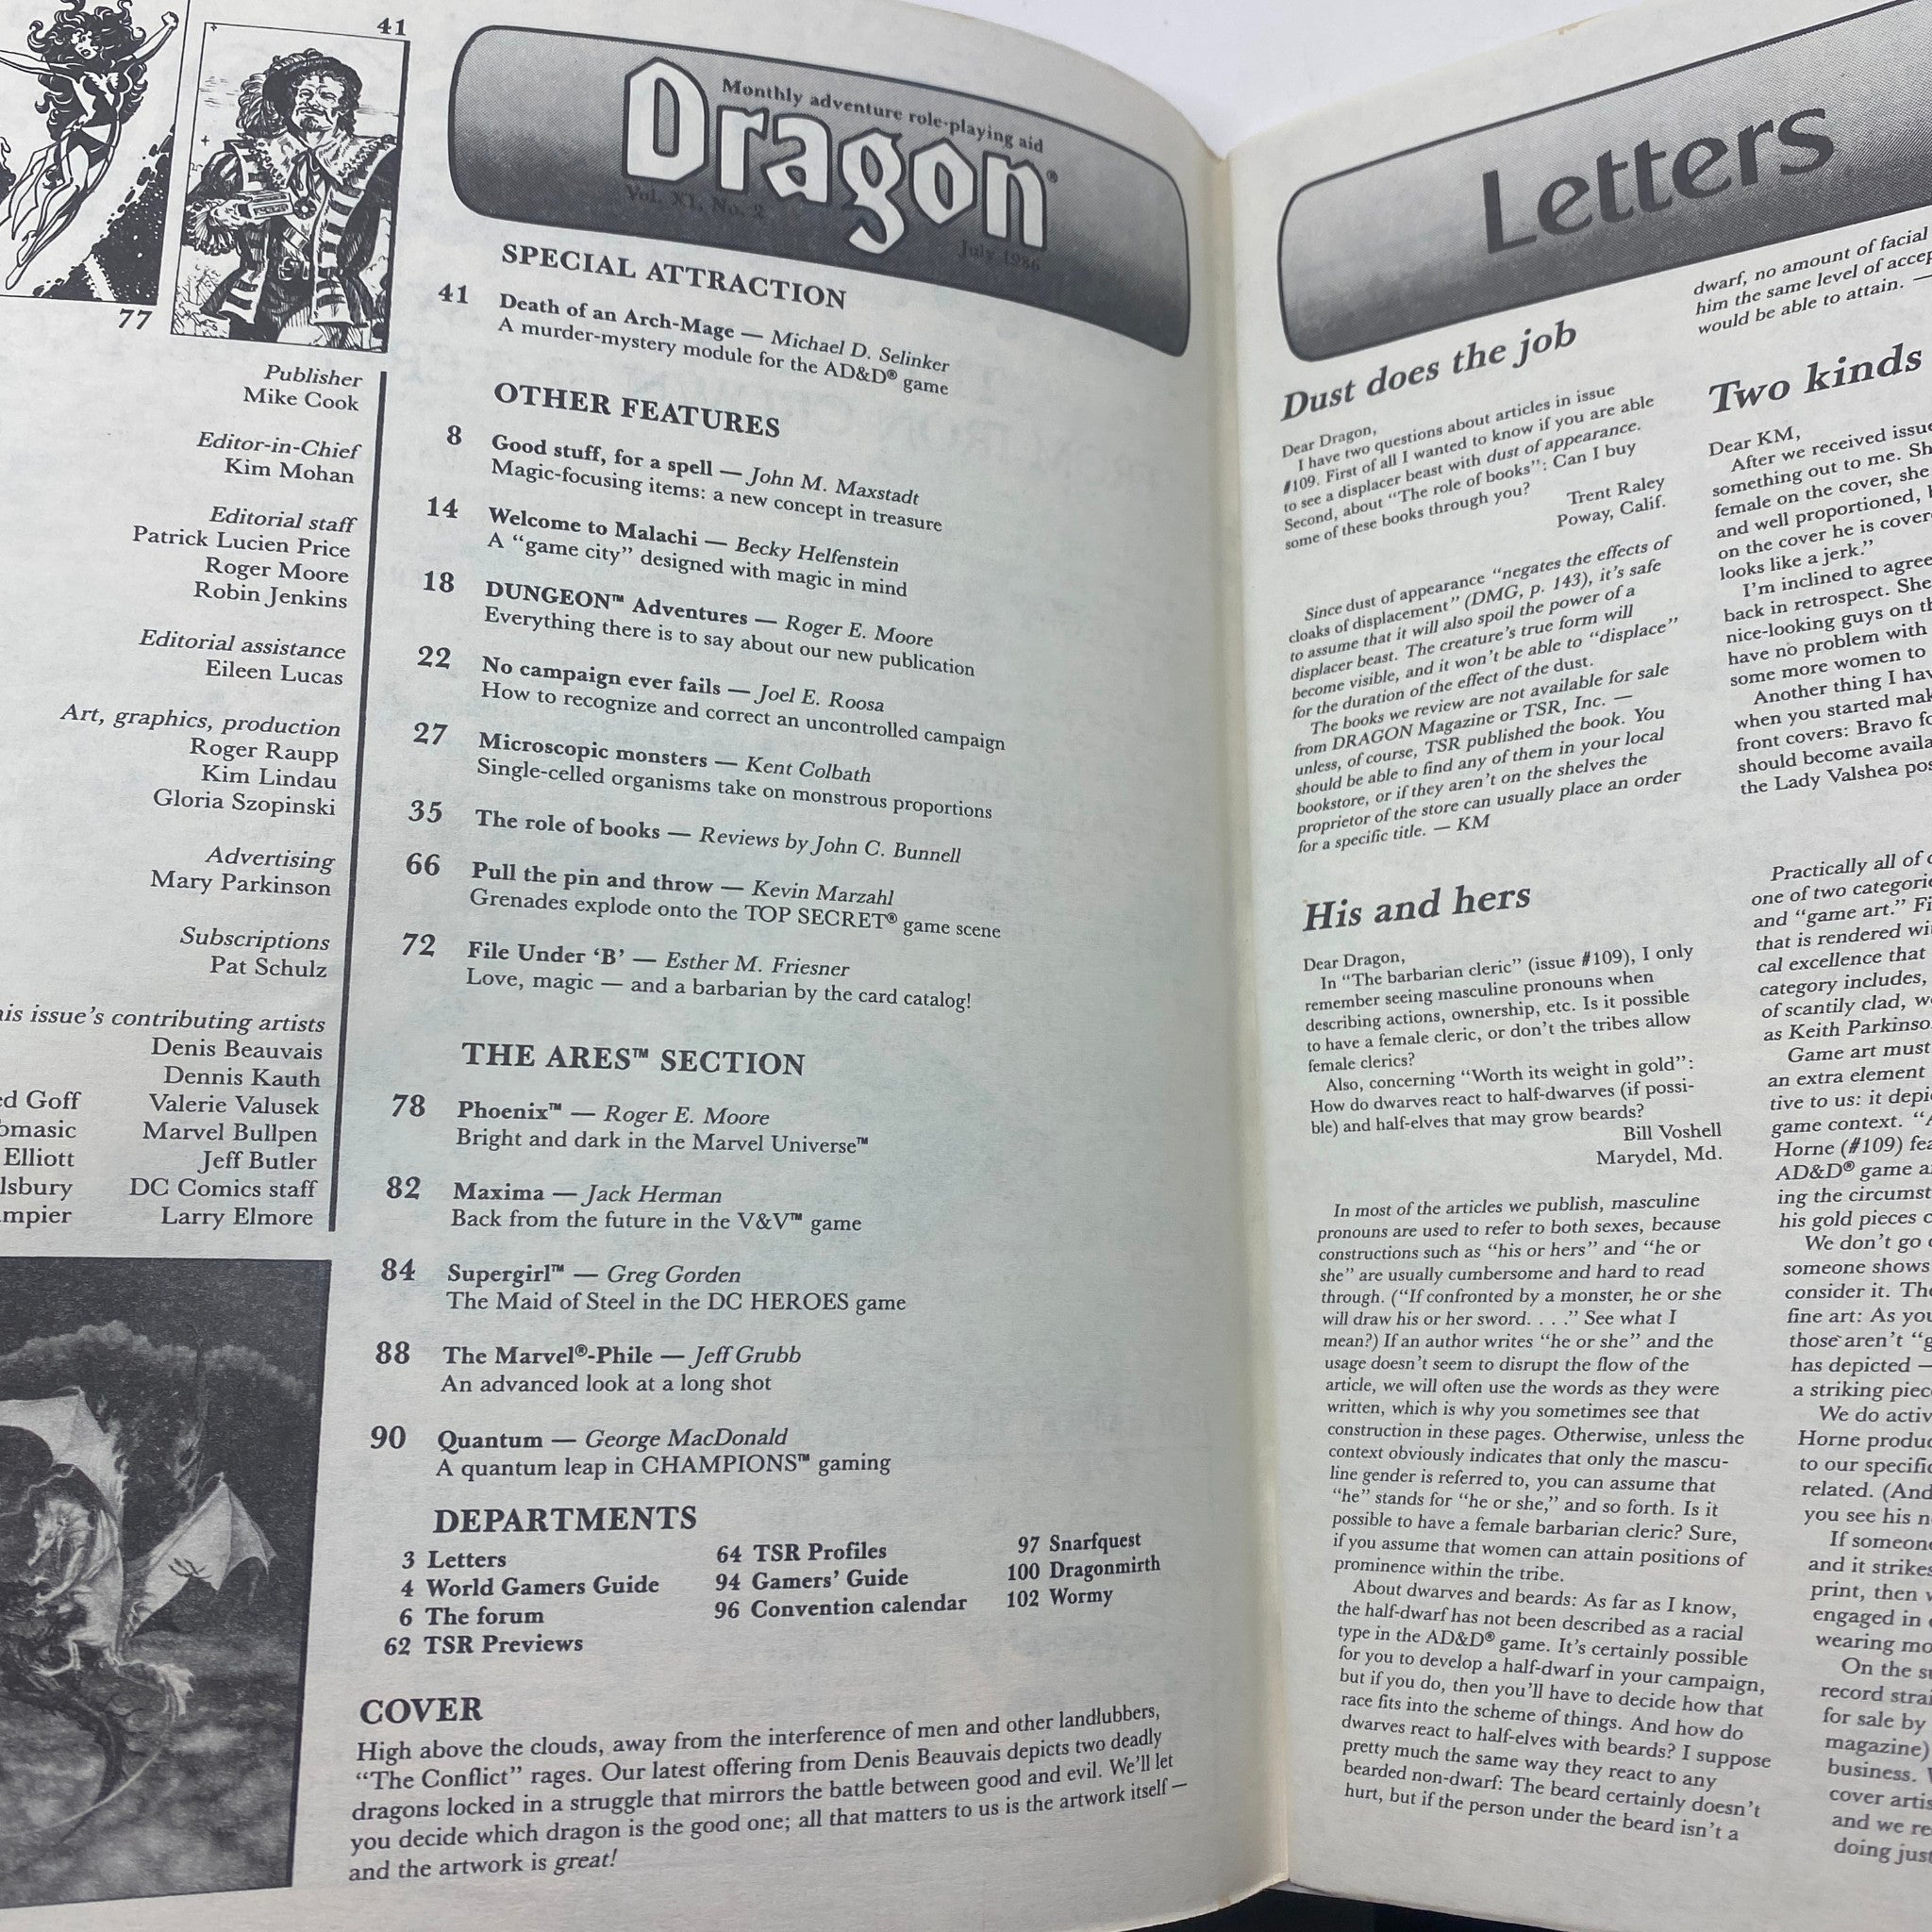 41
77
Publisher
Mike Cook
Editor-in-Chief
Kim Mohan
Editorial staff
Patrick Lucien Price
Roger Moore
Robin Jenkins
Editorial assistance
Eileen Lucas
Art, graphics, production
Roger Raupp
Kim Lindau
Gloria Szopinski
Advertising
Mary Parkinson
Subscriptions
Pat Schulz
issue's contributing artists
Denis Beauvais
Dennis Kauth
Goff Valerie Valusek
Marvel Bullpen
Elliott Jeff Butler
DC Comics staff
Larry Elmore
Monthly adventure role-playing aid
Dragon®
Vol. XI, No. 2
July 1986
SPECIAL ATTRACTION
41 Death of an Arch-Mage — Michael D. Selinker
A murder-mystery module for the AD&D® game
OTHER FEATURES
8 Good stuff, for a spell — John M. Maxstadt
Magic-focusing items: a new concept in treasure
14 Welcome to Malachi — Becky Helfenstein
A “game city” designed with magic in mind
18 DUNGEON™ Adventures — Roger E. Moore
Everything there is to say about our new publication
22 No campaign ever fails — Joel E. Roosa
How to recognize and correct an uncontrolled campaign
27 Microscopic monsters — Kent Colbath
Single-celled organisms take on monstrous proportions
35 The role of books — Reviews by John C. Bunnell
66 Pull the pin and throw — Kevin Marzahl
Grenades explode onto the TOP SECRET® game scene
72 File Under ‘B’ — Esther M. Friesner
Love, magic — and a barbarian by the card catalog!
THE ARES™ SECTION
78 Phoenix™ — Roger E. Moore
Bright and dark in the Marvel Universe™
82 Maxima — Jack Herman
Back from the future in the V&V™ game
84 Supergirl™ — Greg Gorden
The Maid of Steel in the DC HEROES game
88 The Marvel®-Phile — Jeff Grubb
An advanced look at a long shot
90 Quantum — George MacDonald
A quantum leap in CHAMPIONS™ gaming
DEPARTMENTS
3 Letters
4 World Gamers Guide
6 The forum
62 TSR Previews
64 TSR Profiles
94 Gamers’ Guide
96 Convention calendar
97 Snarfquest
100 Dragonmirth
102 Wormy
COVER
High above the clouds, away from the interference of men and other landlubbers,
“The Conflict” rages. Our latest offering from Denis Beauvais depicts two deadly
dragons locked in a struggle that mirrors the battle between good and evil. We’ll let
you decide which dragon is the good one; all that matters to us is the artwork itself —
and the artwork is great!
Letters
Dust does the job
Dear Dragon,
I have two questions about articles in issue
#109. First of all I wanted to know if you are able
to see a displacer beast with dust of appearance.
Second, about “The role of books”: Can I buy
some of these books through you?
Trent Raley
Poway, Calif.
Since dust of appearance “negates the effects of
cloaks of displacement” (DMG, p. 143), it’s safe
to assume that it will also spoil the power of a
displacer beast. The creature’s true form will
become visible, and it won’t be able to “displace”
for the duration of the effect of the dust.
The books we review are not available for sale
from DRAGON Magazine or TSR, Inc. —
unless, of course, TSR published the book. You
should be able to find any of them in your local
bookstore, or if they aren’t on the shelves the
proprietor of the store can usually place an order
for a specific title. — KM
His and hers
Dear Dragon,
In “The barbarian cleric” (issue #109), I only
remember seeing masculine pronouns when
describing actions, ownership, etc. Is it possible
to have a female cleric, or don’t the tribes allow
female clerics?
Also, concerning “Worth its weight in gold”:
How do dwarves react to half-dwarves (if possi-
ble) and half-elves that may grow beards?
Bill Voshell
Marydel, Md.
In most of the articles we publish, masculine
pronouns are used to refer to both sexes, because
constructions such as “his or hers” and “he or
she” are usually cumbersome and hard to read
through. (“If confronted by a monster, he or she
will draw his or her sword. . . .” See what I
mean?) If an author writes “he or she” and the
usage doesn’t seem to disrupt the flow of the
article, we will often use the words as they were
written, which is why you sometimes see that
construction in these pages. Otherwise, unless the
context obviously indicates that only the mascu-
line gender is referred to, you can assume that
“he” stands for “he or she,” and so forth. Is it
possible to have a female barbarian cleric? Sure,
if you assume that women can attain positions of
prominence within the tribe.
About dwarves and beards: As far as I know,
the half-dwarf has not been described as a racial
type in the AD&D® game. It’s certainly possible
for you to develop a half-dwarf in your campaign,
but if you do, then you’ll have to decide how that
race fits into the scheme of things. And how do
dwarves react to half-elves with beards? I suppose
pretty much the same way they react to any
bearded non-dwarf: The beard certainly doesn’t
hurt, but if the person under the beard isn’t a
dwarf, no amount of facial
him the same level of
would be able to attain. —
Two kinds
Dear KM,
After we received issue
something out to me.
female on the cover, she
and well proportioned,
on the cover he is
looks like a jerk.”
I’m inclined to agree
back in retrospect. She
nice-looking guys on
have no problem with
some more women to
Another thing I
when you started
front covers: Bravo
should become
the Lady Valshea
Practically all of
one of two
and “game art.”
that is rendered
cal excellence that
category includes,
of scantily clad,
as Keith
Game art must
an extra element
tive to us: it
game context.
Horne (#109)
AD&D® game
ing the
his gold pieces
We don’t go
someone shows
consider it.
fine art: As you
those aren’t
has depicted —
a striking
We do
Horne
to our
related. (And
you see his
If someone
and it strikes
print, then
engaged in
wearing
On the
record
for sale by
magazine)
business.
cover
and we
doing